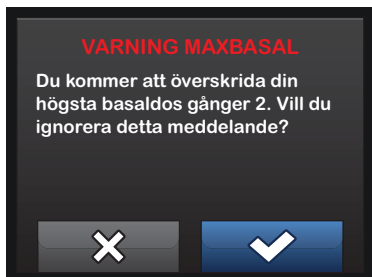 VARNING MAXBASAL
Du kommer att överskrida din
högsta basaldos gånger 2. Vill du
ignorera detta meddelande?